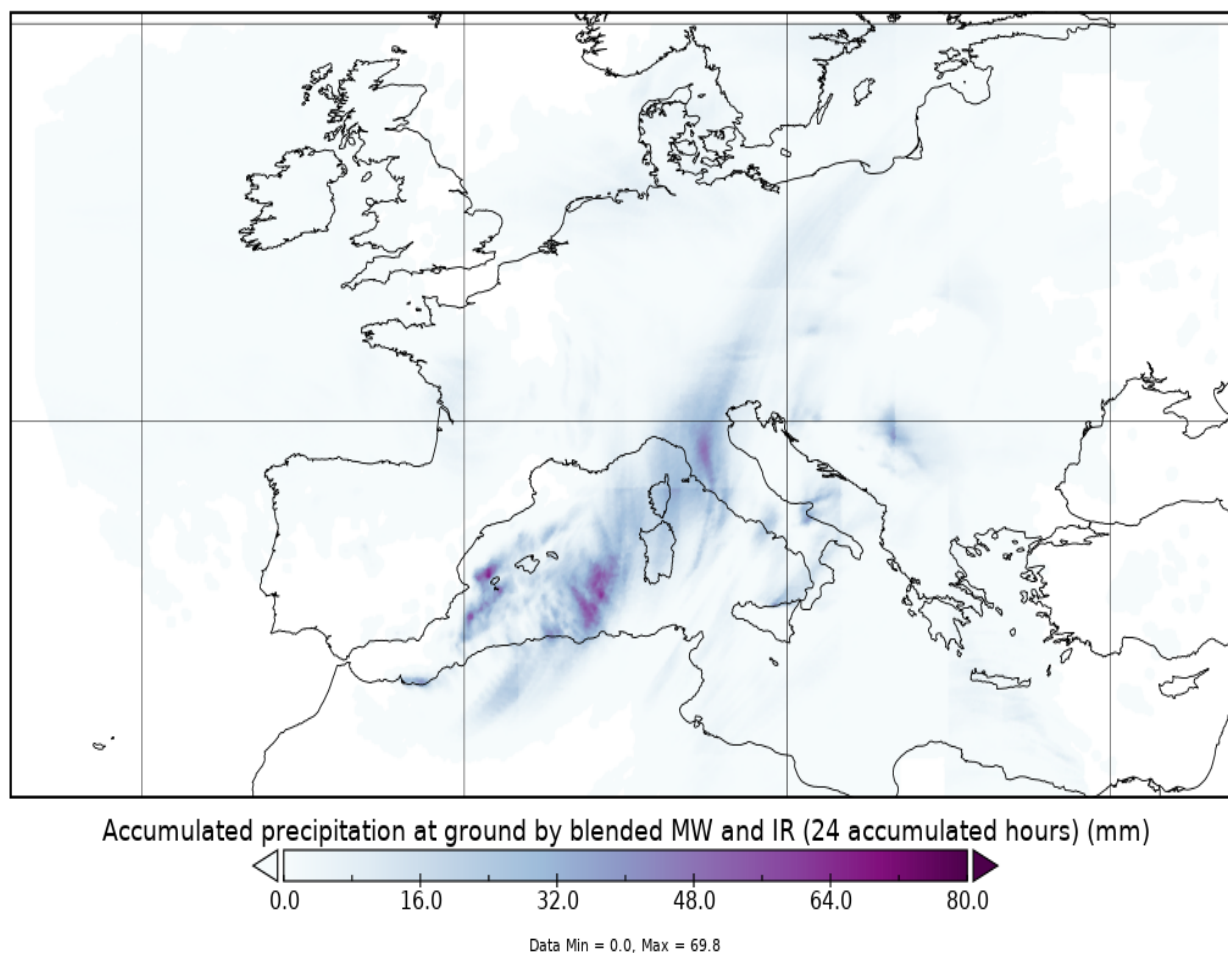 Accumulated precipitation at ground by blended MW and IR (24 accumulated hours) (mm)
0.0 16.0 32.0 48.0 64.0 80.0
Data Min = 0.0, Max = 69.8